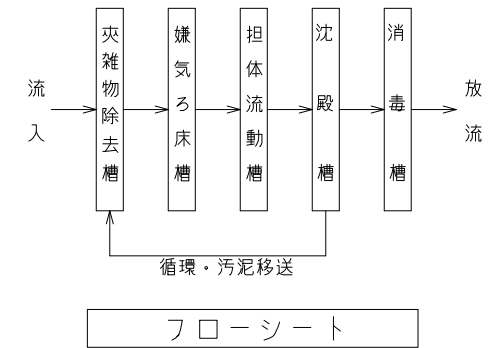 流入
夾雑物除去槽
嫌気ろ床槽
担体流動槽
沈殿槽
消毒槽
放流
循環・汚泥移送
フローシート